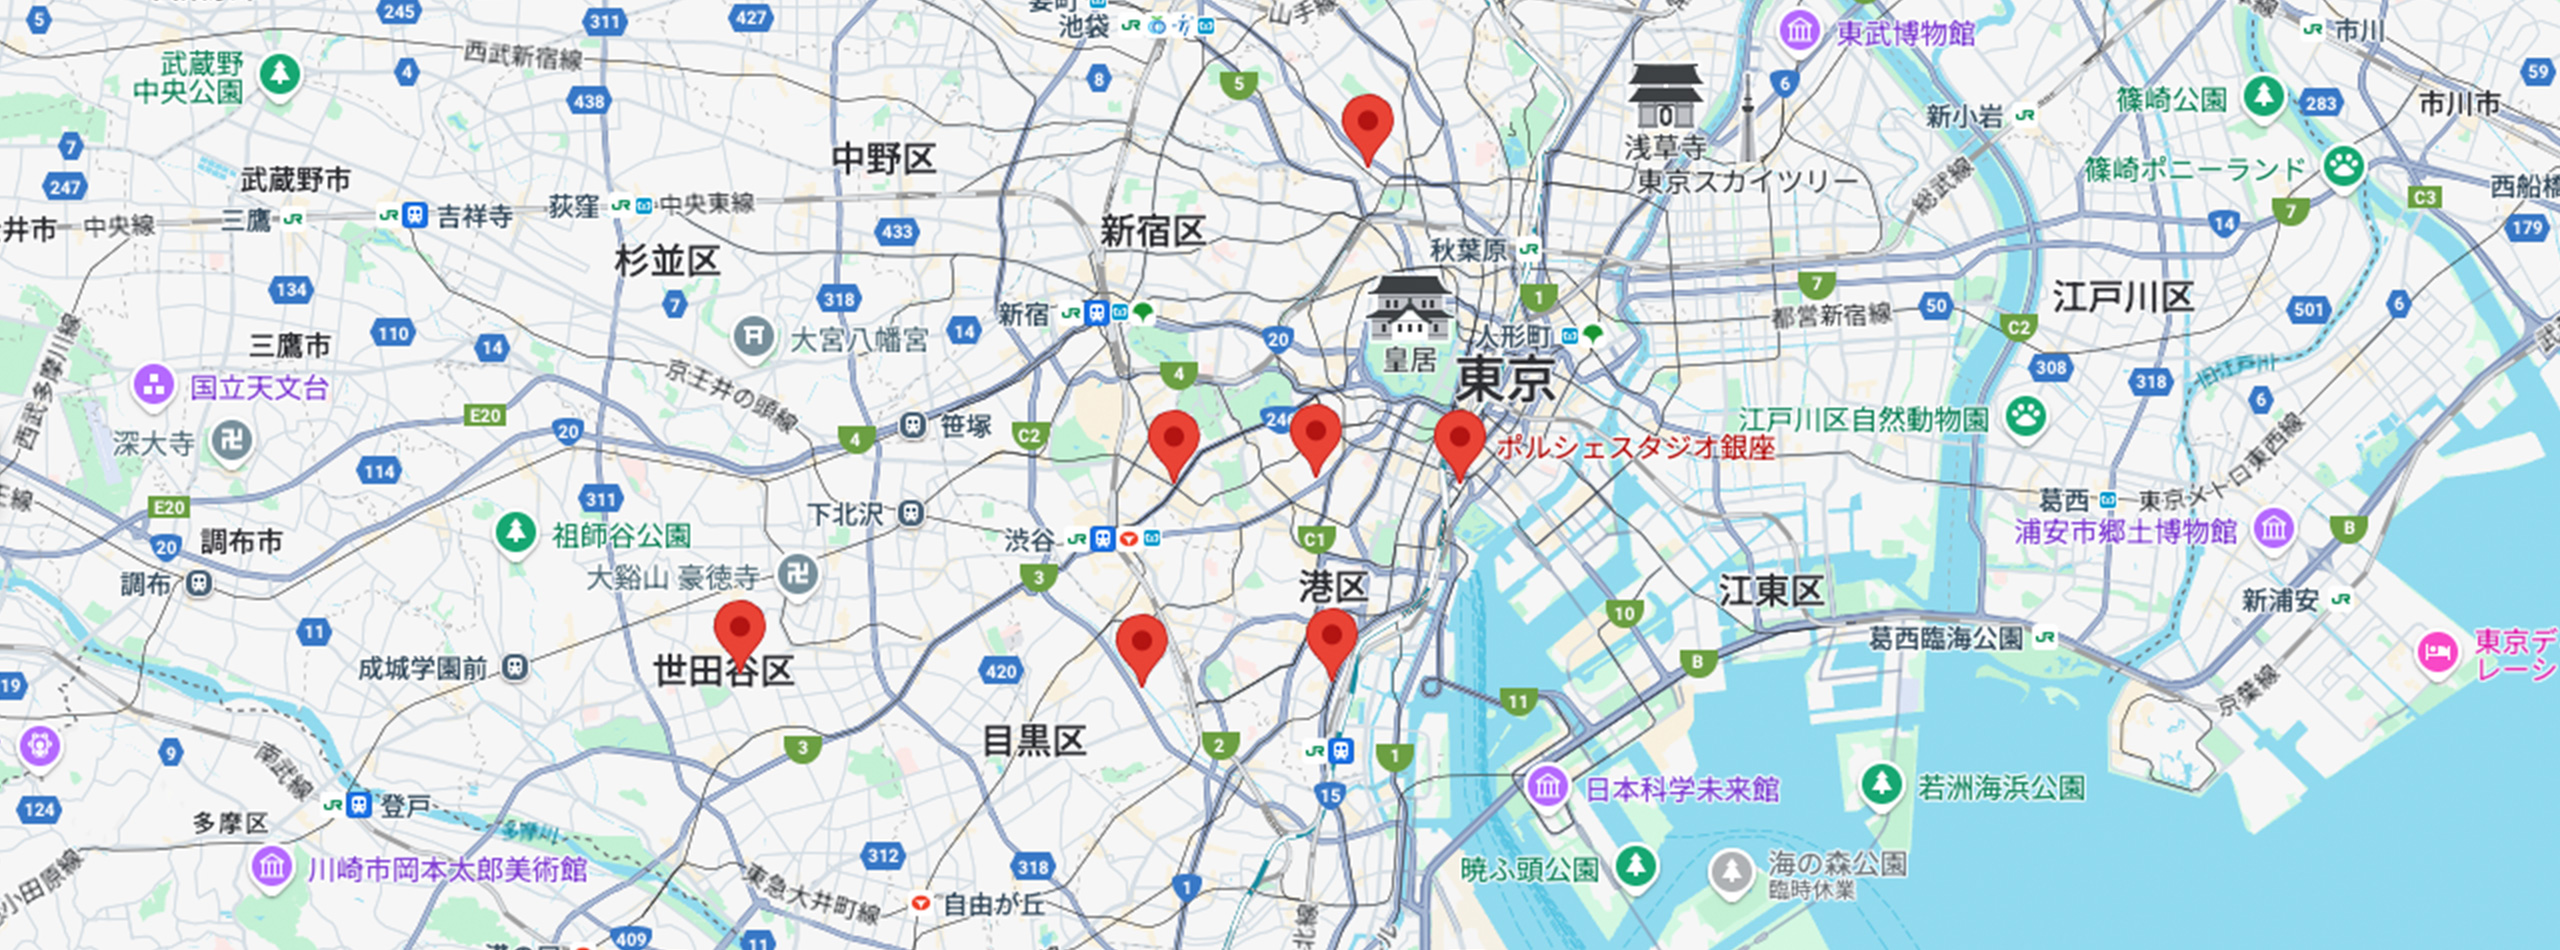 5
245
311
427
池袋
山手線
東武博物館
市川
西武新宿線
武蔵野
中央公園
4
438
8
5
6
59
283
篠崎公園
新小岩
市川市
7
247
武蔵野市
中野区
浅草寺
東京スカイツリー
篠崎ポニーランド
総武線
C3
西船橋
井市
中央線
三鷹
吉祥寺
荻窪
中央東線
433
新宿区
秋葉原
14
7
179
杉並区
134
7
318
1
7
50
江戸川区
501
6
三鷹市
110
14
大宮八幡宮
14
新宿
20
皇居
人形町
都営新宿線
C2
308
国立天文台
京王井の頭線
4
東京
318
旧江戸川
6
西武多摩川線
深大寺
E20
20
4
笹塚
C2
246
ポルシェスタジオ銀座
江戸川区自然動物園
東京メトロ東西線
114
311
E20
下北沢
葛西
浦安市郷土博物館
B
20
調布市
祖師谷公園
渋谷
C1
調布
大谿山 豪徳寺
3
港区
10
江東区
新浦安
11
世田谷区
成城学園前
420
B
葛西臨海公園
東京デ
レーシ
19
11
京葉線
9
南武線
目黒区
3
2
1
15
日本科学未来館
若洲海浜公園
124
登戸
多摩区
多摩川
川崎市岡本太郎美術館
312
318
1
暁ふ頭公園
海の森公園
臨時休業
小田原線
東急大井町線
自由が丘
409
11